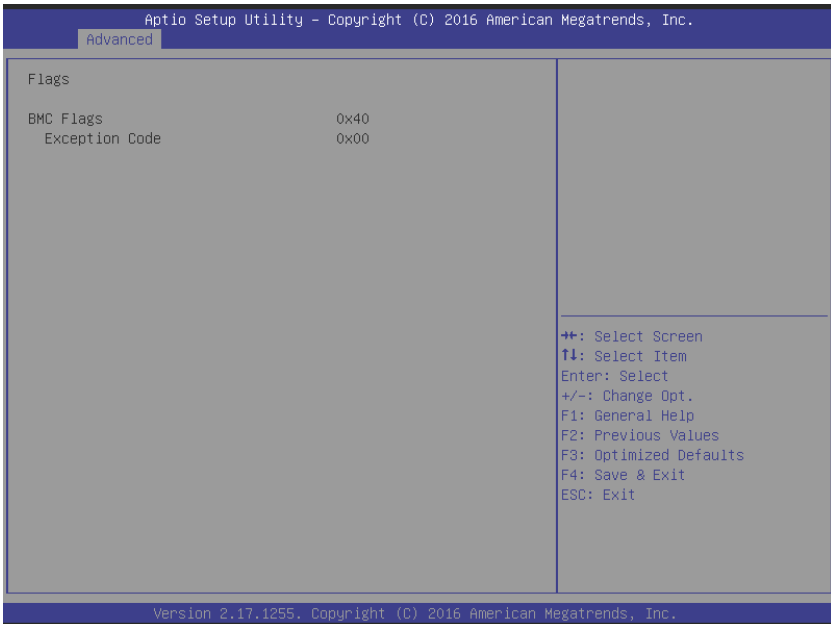 Aptio Setup Utility – Copyright (C) 2016 American Megatrends, Inc.
Advanced
Flags
BMC Flags 0x40
Exception Code 0x00
→←: Select Screen
↑↓: Select Item
Enter: Select
+/-: Change Opt.
F1: General Help
F2: Previous Values
F3: Optimized Defaults
F4: Save & Exit
ESC: Exit
Version 2.17.1255. Copyright (C) 2016 American Megatrends, Inc.